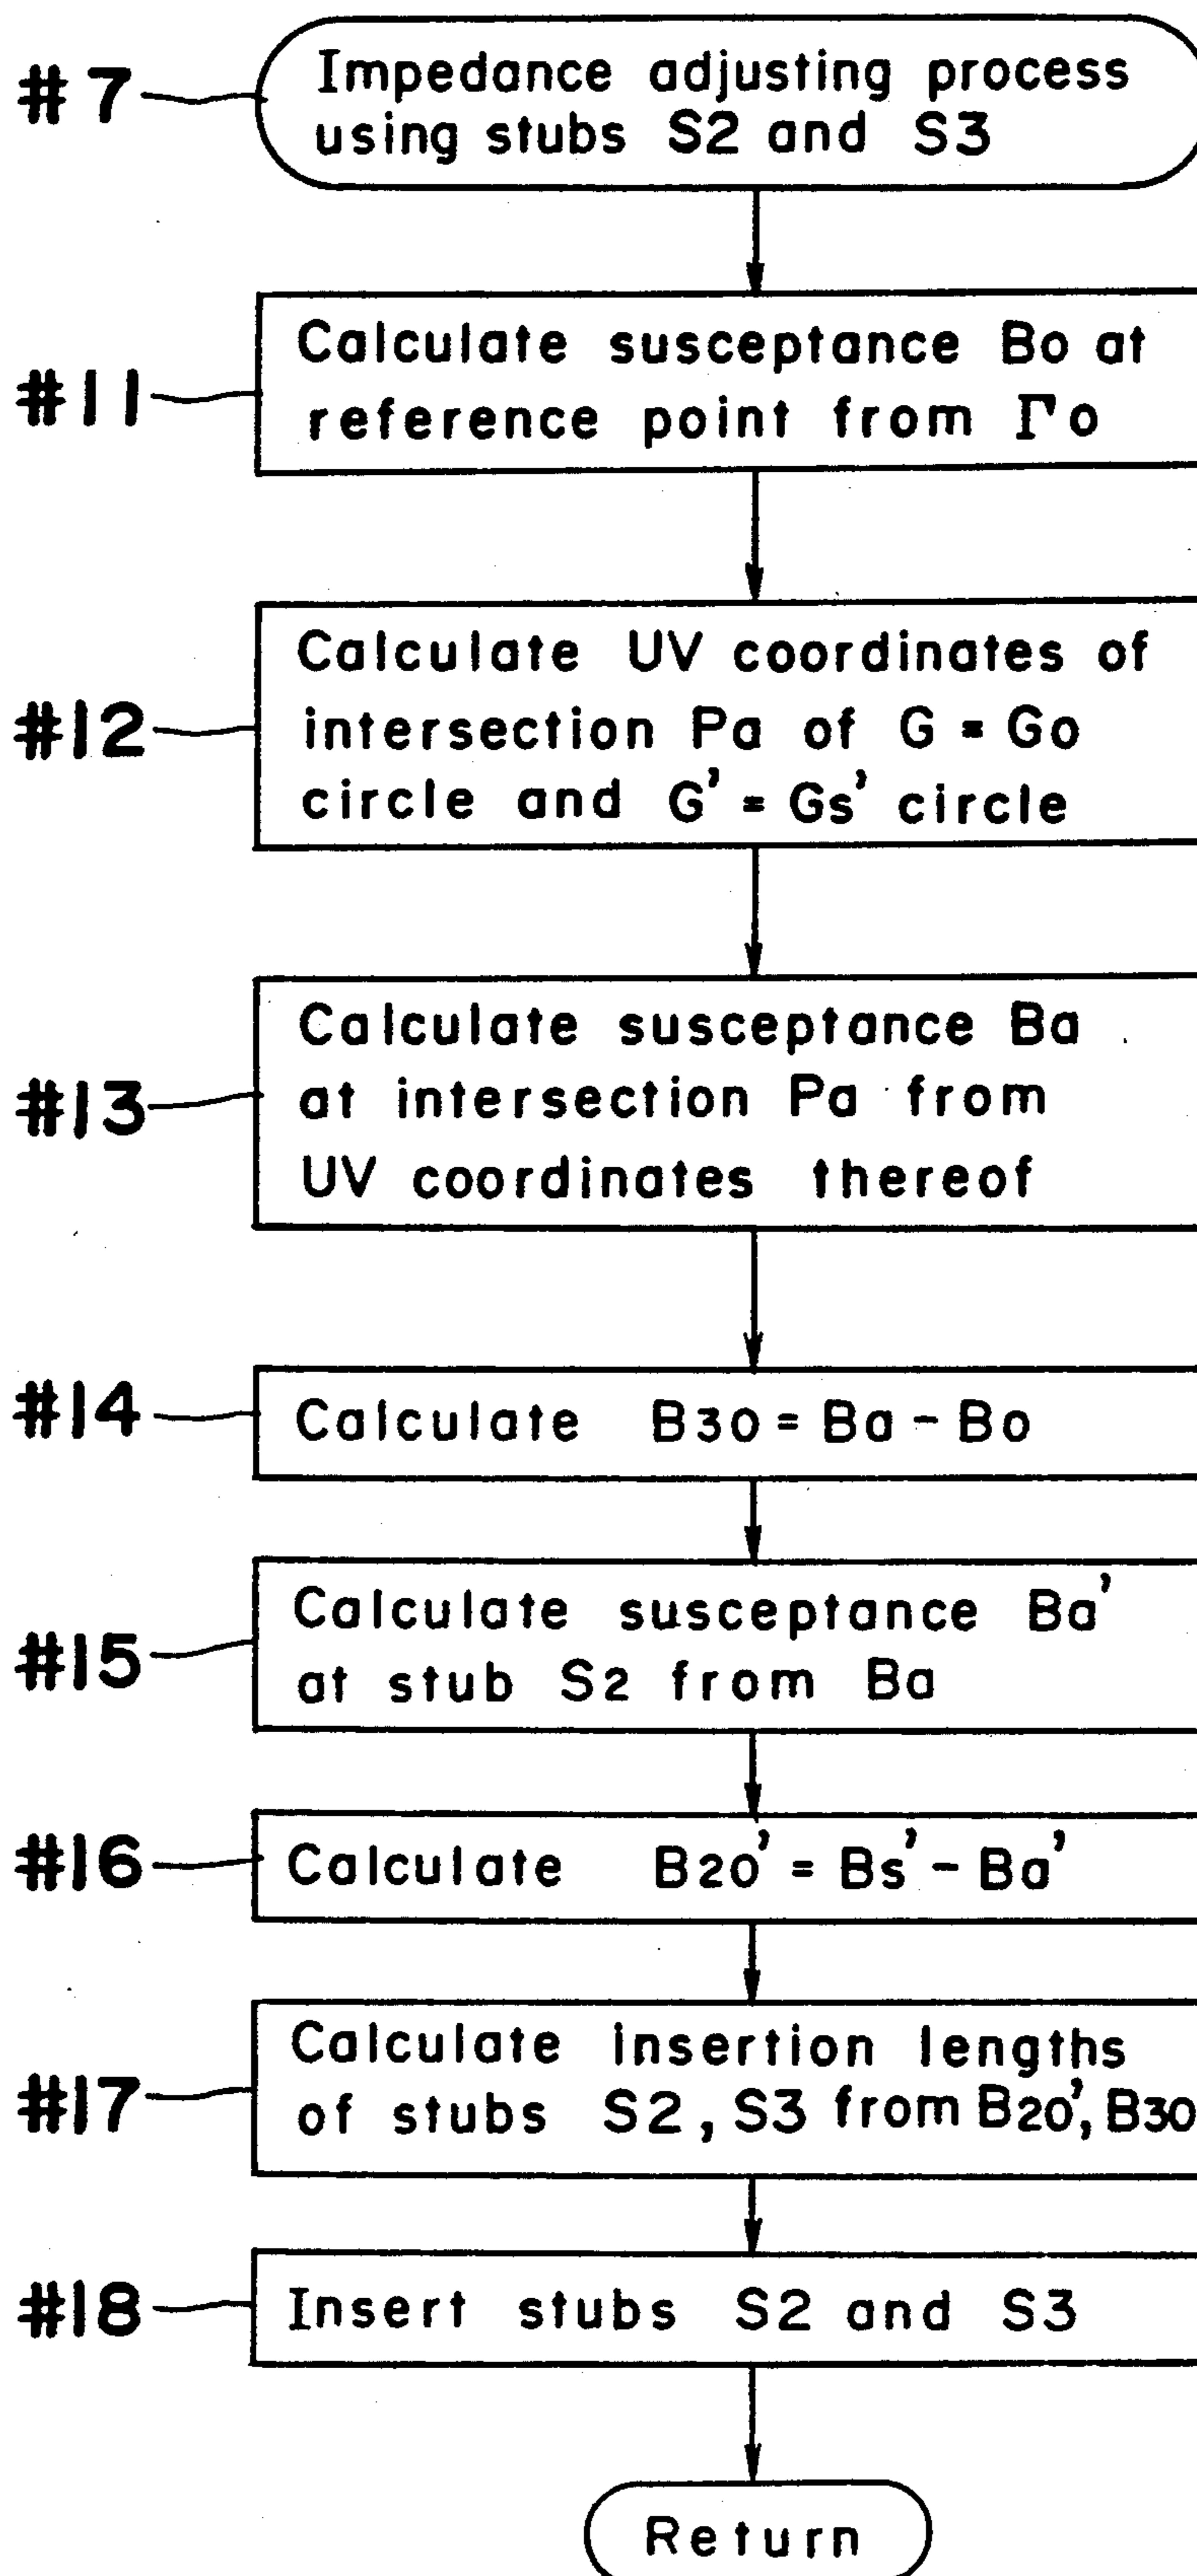 #7
Impedance adjusting process
using stubs S2 and S3
#11
Calculate susceptance Bo at
reference point from Γo
#12
Calculate UV coordinates of
intersection Pa of G = Go
circle and G' = Gs' circle
#13
Calculate susceptance Ba
at intersection Pa from
UV coordinates thereof
#14
Calculate B30 = Ba - Bo
#15
Calculate susceptance Ba'
at stub S2 from Ba
#16
Calculate B20' = Bs' - Ba'
#17
Calculate insertion lengths
of stubs S2, S3 from B20', B30
#18
Insert stubs S2 and S3
Return